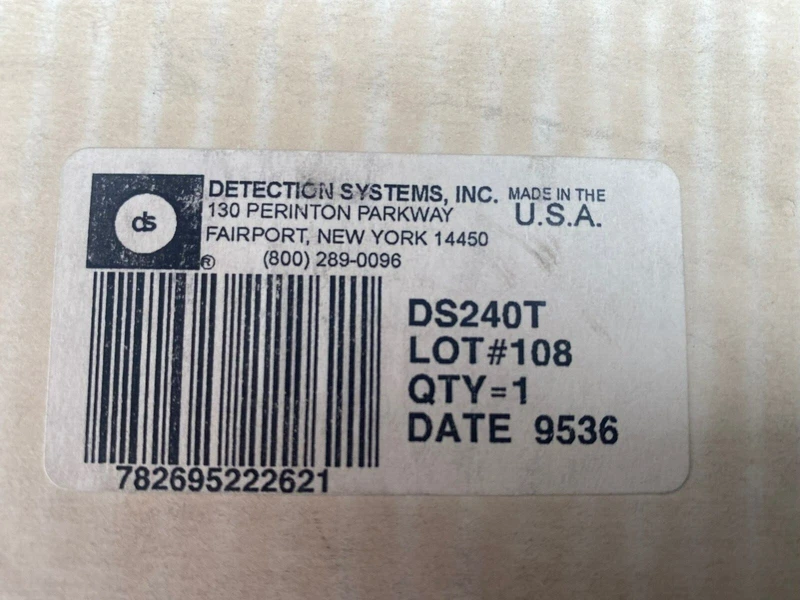 ds
DETECTION SYSTEMS, INC.
130 PERINTON PARKWAY
FAIRPORT, NEW YORK 14450
(800) 289-0096
MADE IN THE
U.S.A.
®
DS240T
LOT#108
QTY=1
DATE 9536
782695222621